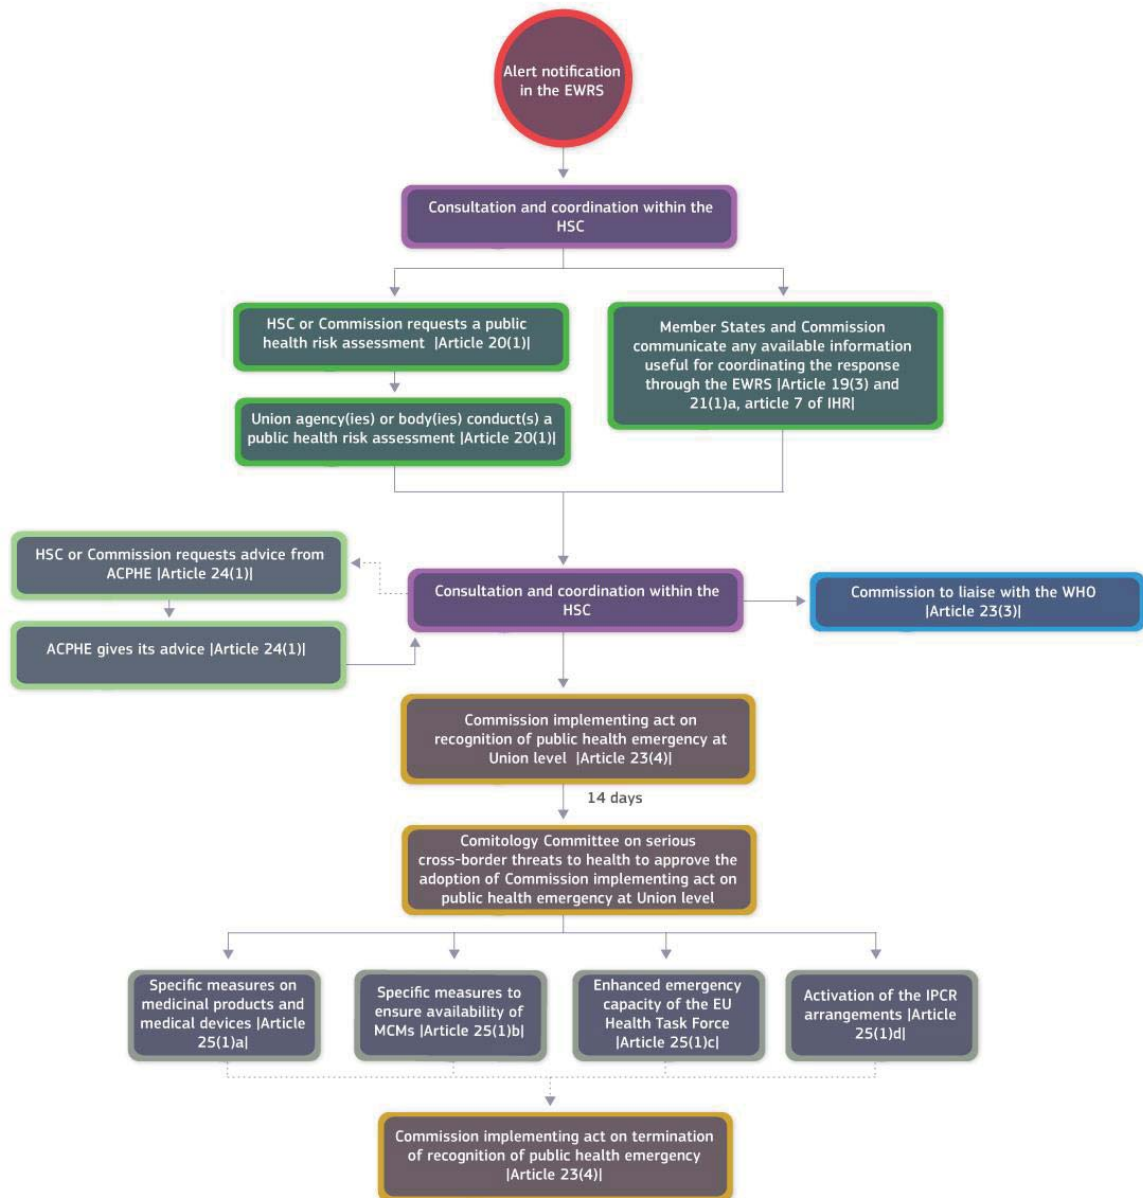 Alert notification
in the EWRS
Consultation and coordination within the
HSC
HSC or Commission requests a public
health risk assessment |Article 20(1)|
Union agency(ies) or body(ies) conduct(s) a
public health risk assessment |Article 20(1)|
Member States and Commission
communicate any available information
useful for coordinating the response
through the EWRS |Article 19(3) and
21(1)a, article 7 of IHR|
HSC or Commission requests advice from
ACPHE |Article 24(1)|
ACPHE gives its advice |Article 24(1)|
Consultation and coordination within the
HSC
Commission to liaise with the WHO
|Article 23(3)|
Commission implementing act on
recognition of public health emergency at
Union level |Article 23(4)|
14 days
Comitology Committee on serious
cross-border threats to health to approve the
adoption of Commission implementing act on
public health emergency at Union level
Specific measures on
medicinal products and
medical devices |Article
25(1)a|
Specific measures to
ensure availability of
MCMs |Article 25(1)b|
Enhanced emergency
capacity of the EU
Health Task Force
|Article 25(1)c|
Activation of the IPCR
arrangements |Article
25(1)d|
Commission implementing act on termination
of recognition of public health emergency
|Article 23(4)|